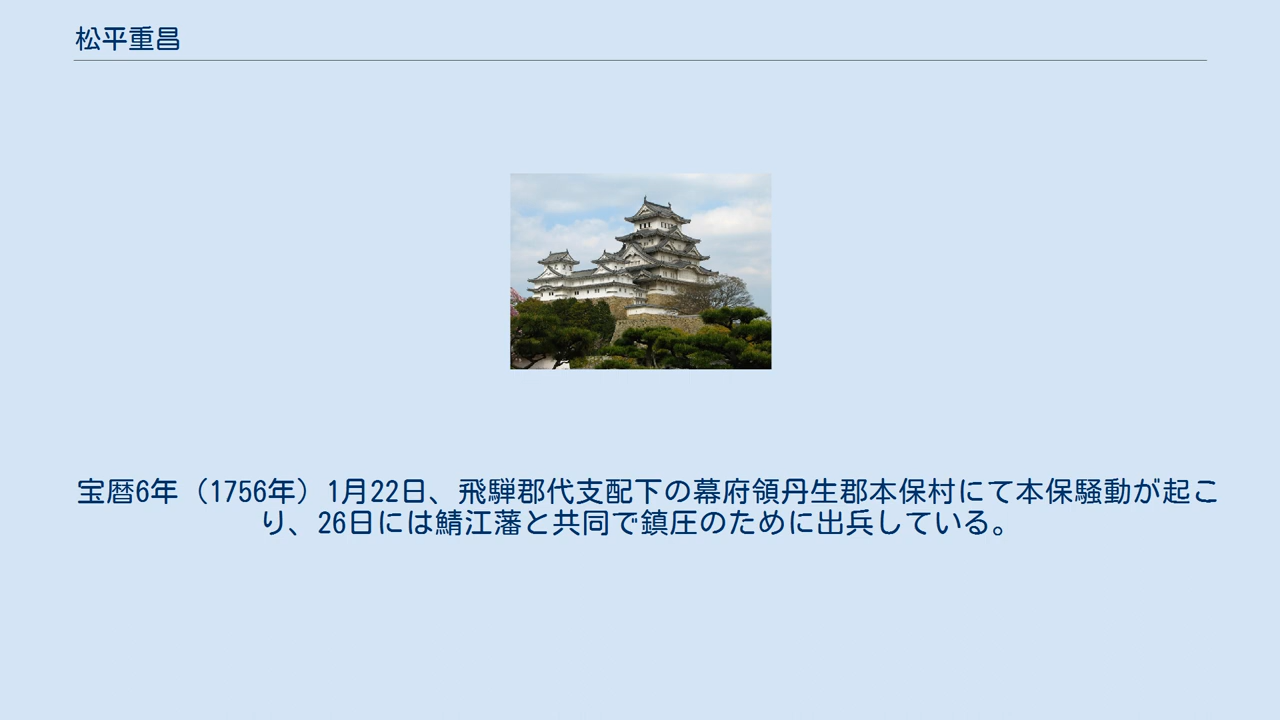 松平重昌
宝暦6年（1756年）1月22日、飛騨郡代支配下の幕府領丹生郡本保村にて本保騒動が起こ
り、26日には鯖江藩と共同で鎮圧のために出兵している。